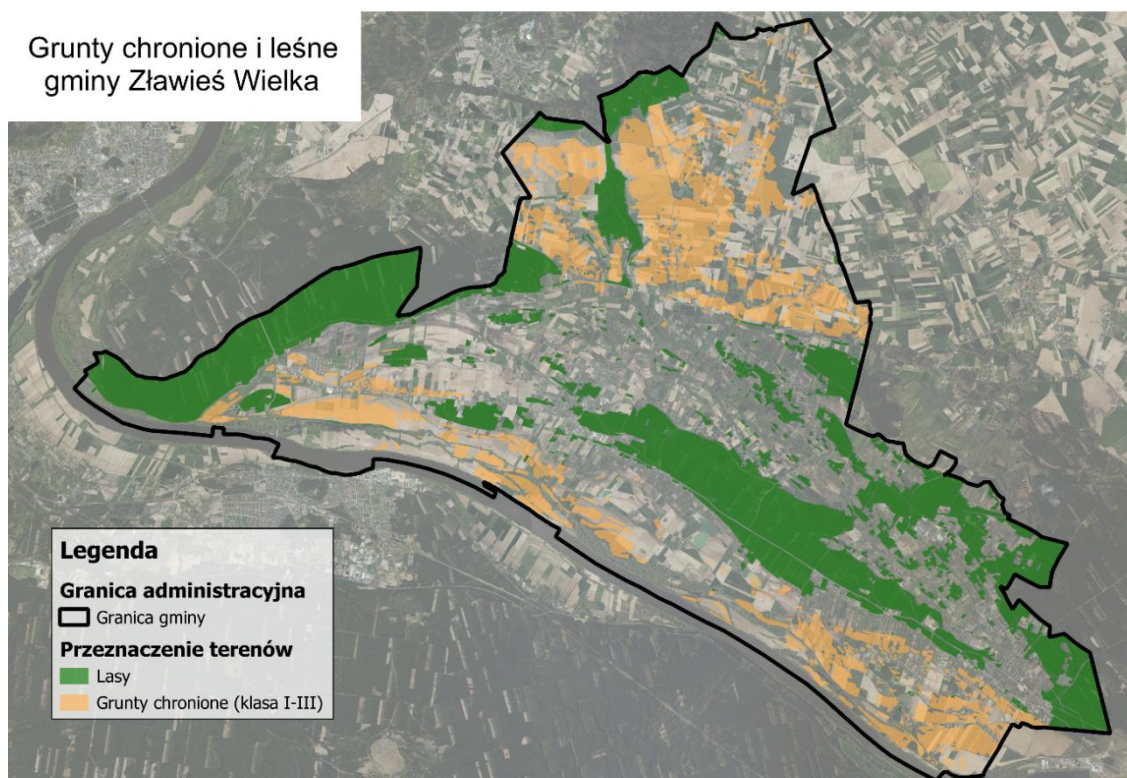 Grunty chronione i leśne
gminy Zławieś Wielka
Legenda
Granica administracyjna
Granica gminy
Przeznaczenie terenów
Lasy
Grunty chronione (klasa I-III)